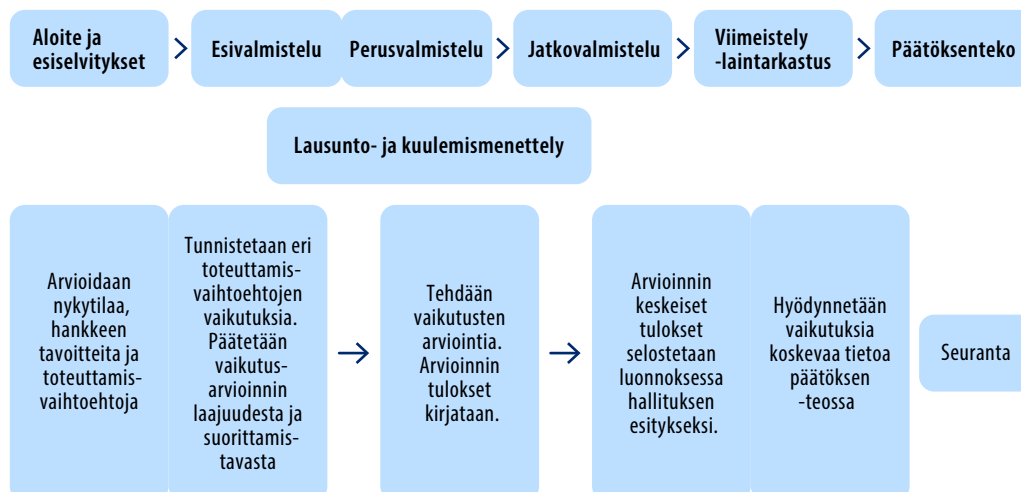 Aloite ja
esiselvitykset
Esivalmistelu
Perusvalmistelu
Jatkovalmistelu
Viimeistely
-laintarkastus
Päätöksenteko
Lausunto- ja kuulemismenettely
Arvioidaan
nykytilaa,
hankkeen
tavoitteita ja
toteuttamis-
vaihtoehtoja
Tunnistetaan eri
toteuttamis-
vaihtoehtojen
vaikutuksia.
Päätetään
vaikutus-
arvioinnin
laajuudesta ja
suorittamis-
tavasta
Tehdään
vaikutusten
arviointia.
Arvioinnin
tulokset
kirjataan.
Arvioinnin
keskeiset
tulokset
selostetaan
luonnoksessa
hallituksen
esitykseksi.
Hyödynnetään
vaikutuksia
koskevaa tietoa
päätöksen
-teossa
Seuranta